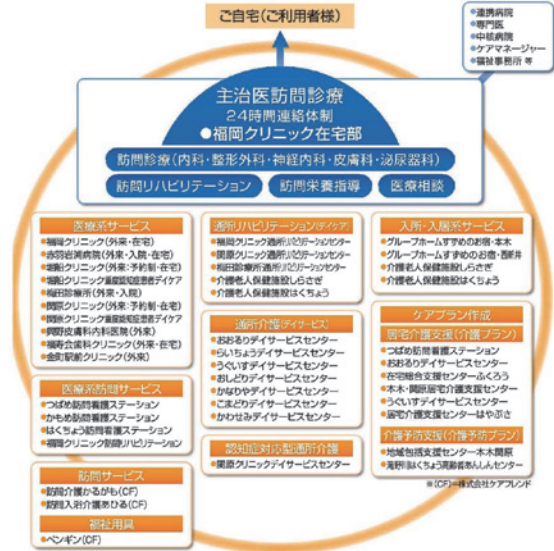 ご自宅(ご利用者様)
●連携病院
●専門医
●中核病院
●ケアマネージャー
●福祉事務所 等
主治医訪問診療
24時間連絡体制
●福岡クリニック在宅部
訪問診療(内科・整形外科・神経内科・皮膚科・泌尿器科)
訪問リハビリテーション
訪問栄養指導
医療相談
医療系サービス
●福岡クリニック(外来・在宅)
●赤羽岩渕病院(外来・入院・在宅)
●堀船クリニック(外来:予約制・在宅)
●堀船クリニック重度認知症患者デイケア
●梅田診療所(外来・入院)
●関原クリニック(外来:予約制・在宅)
●関原クリニック重度認知症患者デイケア
●興野皮膚科内科医院(外来)
●福寿会歯科クリニック(外来・在宅)
●金町駅前クリニック(外来)
医療系訪問サービス
●つばめ訪問看護ステーション
●かもめ訪問看護ステーション
●はくちょう訪問看護ステーション
●福岡クリニック訪問リハビリテーション
訪問サービス
●訪問介護かるがも(CF)
●訪問入浴介護あひる(CF)
福祉用具
●ペンギン(CF)
通所リハビリテーション(デイケア)
●福岡クリニック通所リハビリテーションセンター
●関原クリニック通所リハビリテーションセンター
●梅田診療所通所リハビリテーションセンター
●介護老人保健施設しらさぎ
●介護老人保健施設はくちょう
通所介護(デイサービス)
●おおるりデイサービスセンター
●らいちょうデイサービスセンター
●うぐいすデイサービスセンター
●おしどりデイサービスセンター
●かなりやデイサービスセンター
●こまどりデイサービスセンター
●かわせみデイサービスセンター
認知症対応型通所介護
●関原クリニックデイサービスセンター
入所・入居系サービス
●グループホームすずめのお宿・本木
●グループホームすずめのお宿・西新井
●介護老人保健施設しらさぎ
●介護老人保健施設はくちょう
ケアプラン作成
居宅介護支援(介護プラン)
●つばめ訪問看護ステーション
●おおるりデイサービスセンター
●在宅総合支援センターふくろう
●本木・関原居宅介護支援センター
●うぐいすデイサービスセンター
●居宅介護支援センターはやぶさ
介護予防支援(介護予防プラン)
●地域包括支援センター本木関原
●滝野川はくちょう高齢者あんしんセンター
※(CF)=株式会社ケアフレンド